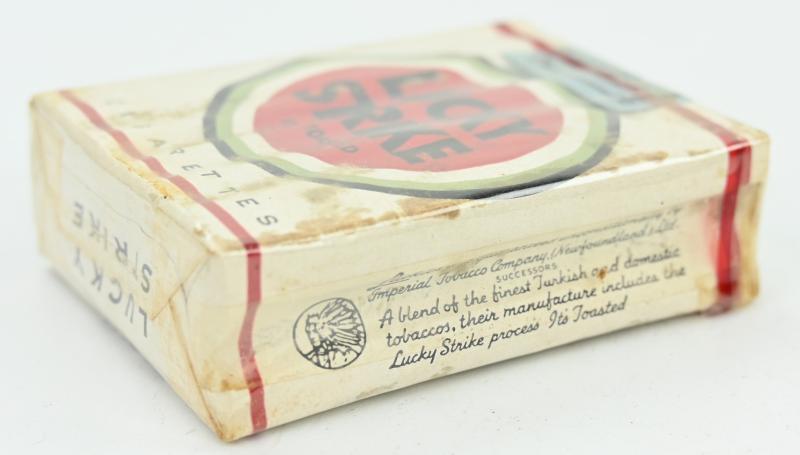 LUCKY
STRIKE
CIGARETTES
LUCKY
STRIKE
Imperial Tobacco Company, (Newfoundland) Ltd.
SUCCESSORS
A blend of the finest Turkish and domestic
tobaccos, their manufacture includes the
Lucky Strike process It's Toasted